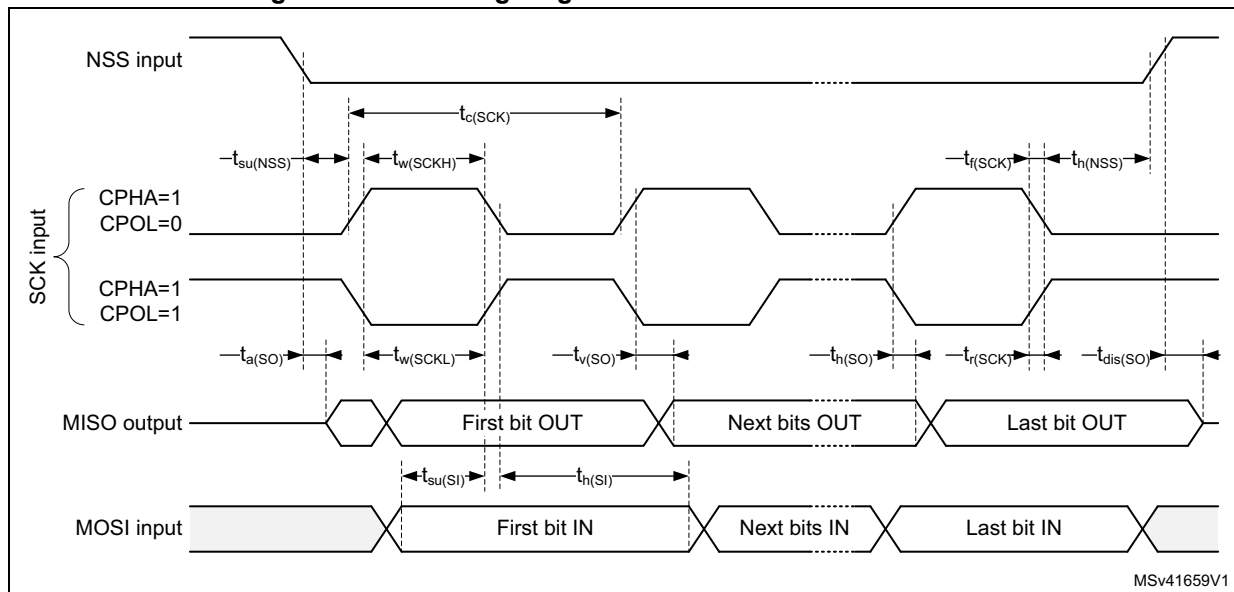 NSS input
tc(SCK)
tsu(NSS) tw(SCKH) tf(SCK) th(NSS)
SCK input
CPHA=1
CPOL=0
CPHA=1
CPOL=1
ta(SO) tw(SCKL) tv(SO) th(SO) tr(SCK) tdis(SO)
MISO output First bit OUT Next bits OUT Last bit OUT
tsu(SI) th(SI)
MOSI input First bit IN Next bits IN Last bit IN
MSv41659V1